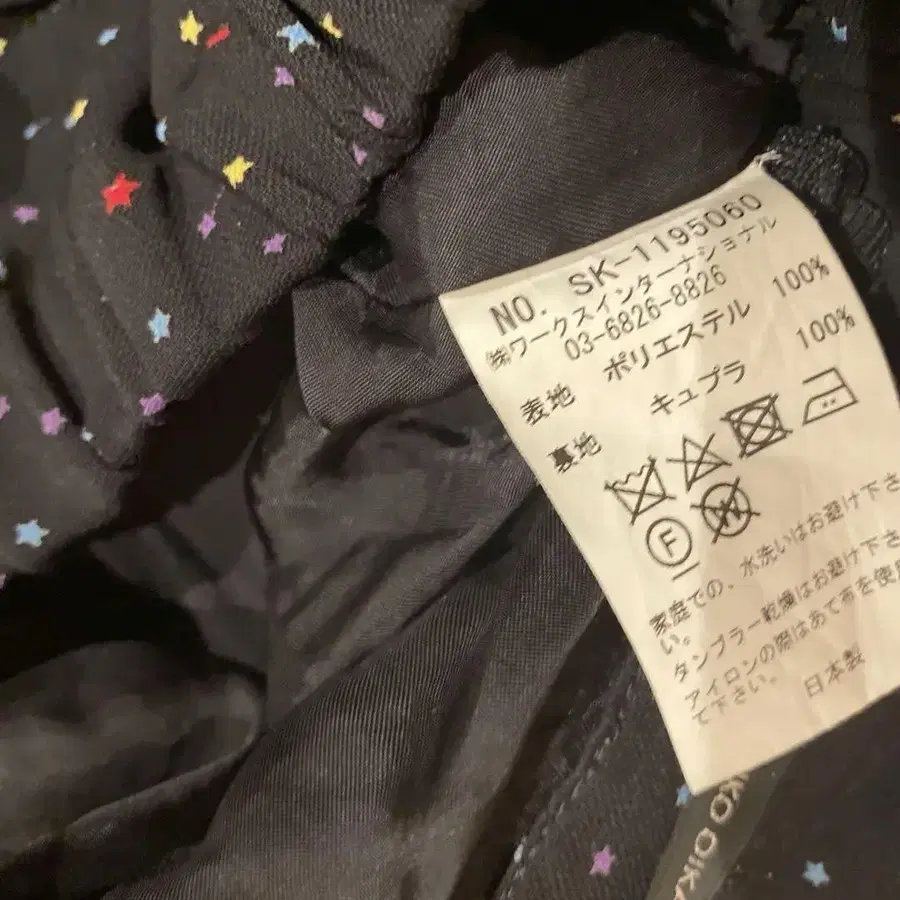 NO. SK-1195060
㈱ワークスインターナショナル
03-6826-8826
表地 ポリエステル 100%
裏地 キュプラ 100%
F
W
家庭での、水洗いはお避け下さ
い。
タンブラー乾燥はお避け下さ
アイロンの際はあて布を使用
て下さい。
日本製